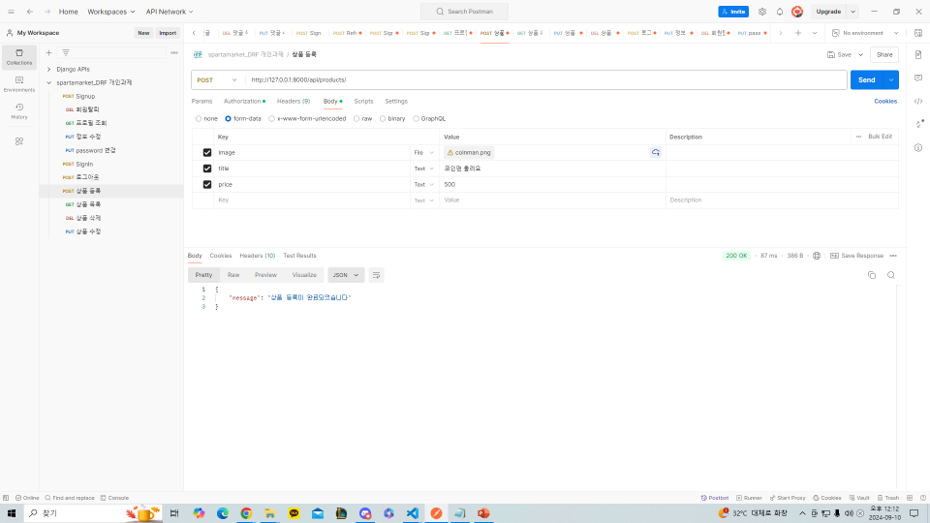 Home Workspaces API Network Search Postman Invite Upgrade
My Workspace New Import
글 DEL 댓글 PUT 댓글 POST Sign POST Reh POST Sigr POST Sigr POST 상품 GET 상품 PUT 상품 DEL 상품 POST 로그 PUT 정보 DEL 회원 PUT pass No environment
Collections
Environments
History
Django APIs
spartamarket_DRF 개인과제
POST Signup
DEL 회원탈퇴
GET 프로필 조회
PUT 정보 수정
PUT password 변경
POST SignIn
POST 로그아웃
POST 상품 등록
GET 상품 목록
DEL 상품 삭제
PUT 상품 수정
spartamarket_DRF 개인과제 / 상품 등록 Save Share
POST http://127.0.0.1:8000/api/products/ Send
Params Authorization Headers (9) Body Scripts Settings Cookies
none form-data x-www-form-urlencoded raw binary GraphQL
Key Value Description Bulk Edit
image File coinman.png
title Text 코인맨 팔아요
price Text 500
Key Text Value Description
Body Cookies Headers (10) Test Results 200 OK 87 ms 386 B Save Response
Pretty Raw Preview Visualize JSON
1 {
2 "message": "상품 등록이 완료되었습니다"
3 }
Online Find and replace Console Postbot Runner Start Proxy Cookies Vault Trash
찾기 32°C 대체로 화창 오후 12:12
2024-09-10